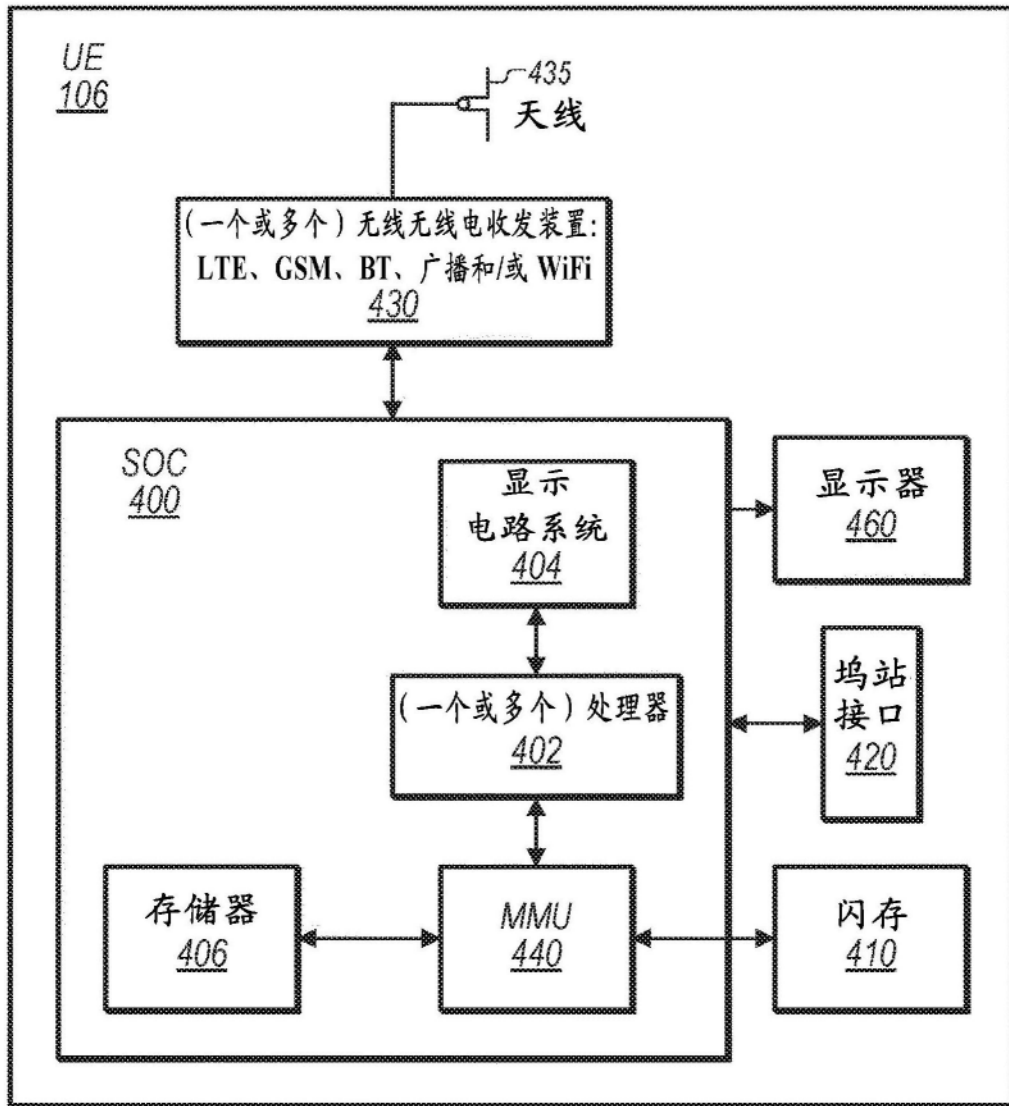 UE
106
435
天线
(一个或多个)无线无线电收发装置:
LTE、GSM、BT、广播和/或 WiFi
430
SOC
400
显示
电路系统
404
显示器
460
(一个或多个)处理器
402
坞站
接口
420
存储器
406
MMU
440
闪存
410